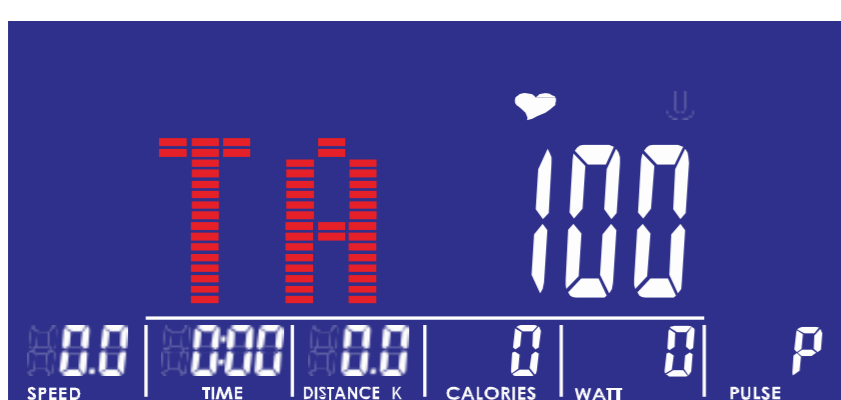 TA 100
0.0 0:00 0.0 0 0 P
SPEED TIME DISTANCE K CALORIES WATT PULSE